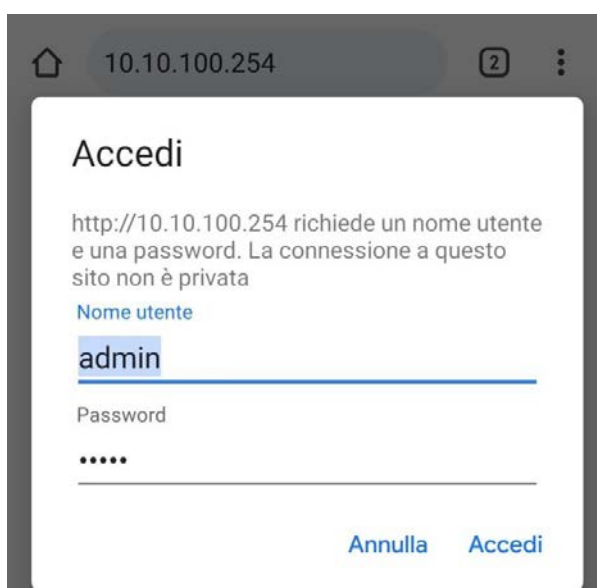 10.10.100.254
2
Accedi
http://10.10.100.254 richiede un nome utente
e una password. La connessione a questo
sito non è privata
Nome utente
admin
Password
•••••
Annulla Accedi